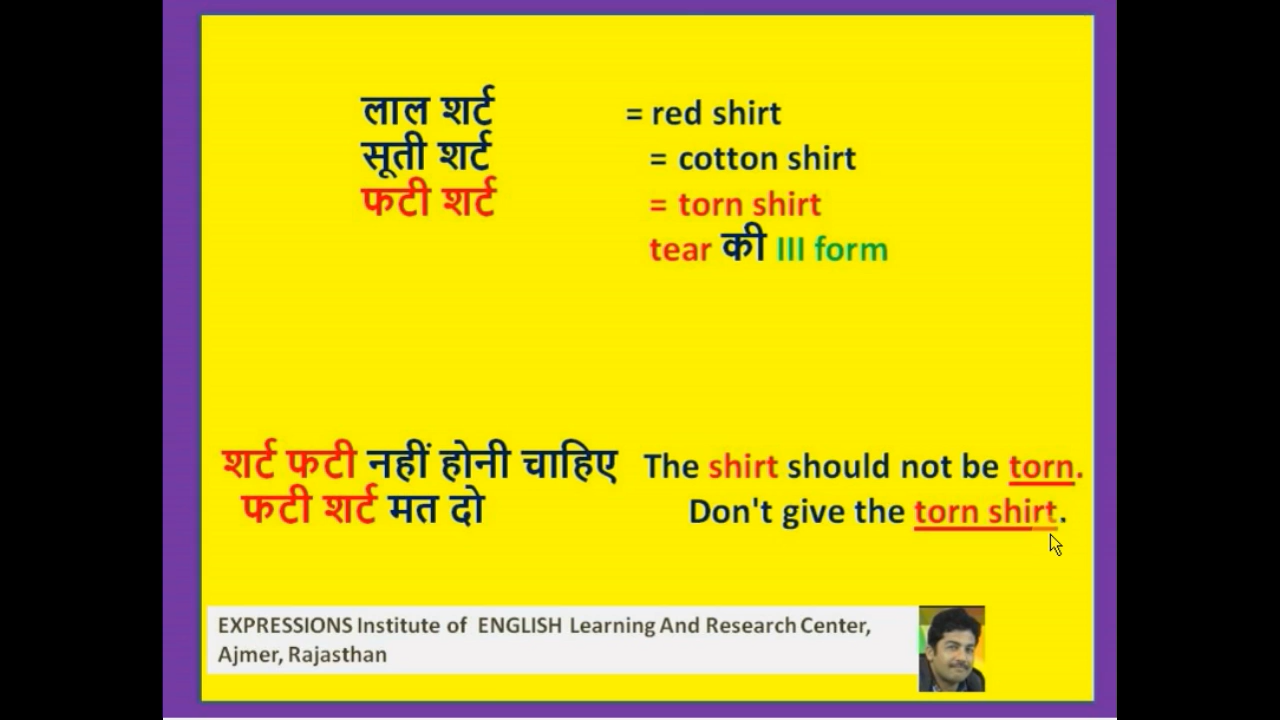 लाल शर्ट = red shirt
सूती शर्ट = cotton shirt
फटी शर्ट = torn shirt
tear की III form
शर्ट फटी नहीं होनी चाहिए The shirt should not be torn.
फटी शर्ट मत दो Don't give the torn shirt.
EXPRESSIONS Institute of ENGLISH Learning And Research Center,
Ajmer, Rajasthan